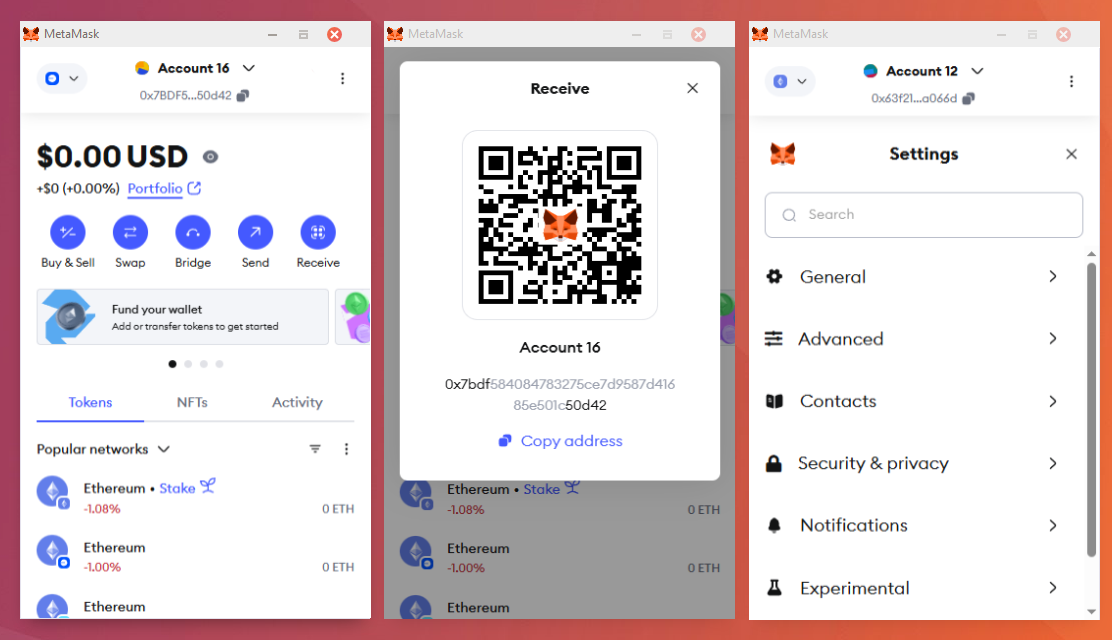 MetaMask
Account 16
0x7BDF5...50d42
$0.00 USD
+$0 (+0.00%) Portfolio
Buy & Sell Swap Bridge Send Receive
Fund your wallet
Add or transfer tokens to get started
Tokens NFTs Activity
Popular networks
Ethereum • Stake
-1.08% 0 ETH
Ethereum
-1.00% 0 ETH
Ethereum
MetaMask
Receive
Account 16
0x7bdf584084783275ce7d9587d416
85e501c50d42
Copy address
Ethereum • Stake
-1.08% 0 ETH
Ethereum
-1.00% 0 ETH
Ethereum
MetaMask
Account 12
0x63f21...a066d
Settings
Search
General
Advanced
Contacts
Security & privacy
Notifications
Experimental